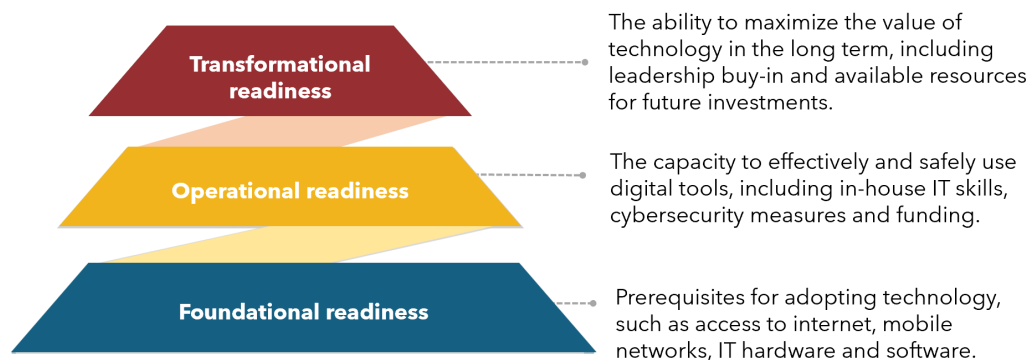 Transformational
readiness
The ability to maximize the value of
technology in the long term, including
leadership buy-in and available resources
for future investments.
Operational readiness
The capacity to effectively and safely use
digital tools, including in-house IT skills,
cybersecurity measures and funding.
Foundational readiness
Prerequisites for adopting technology,
such as access to internet, mobile
networks, IT hardware and software.